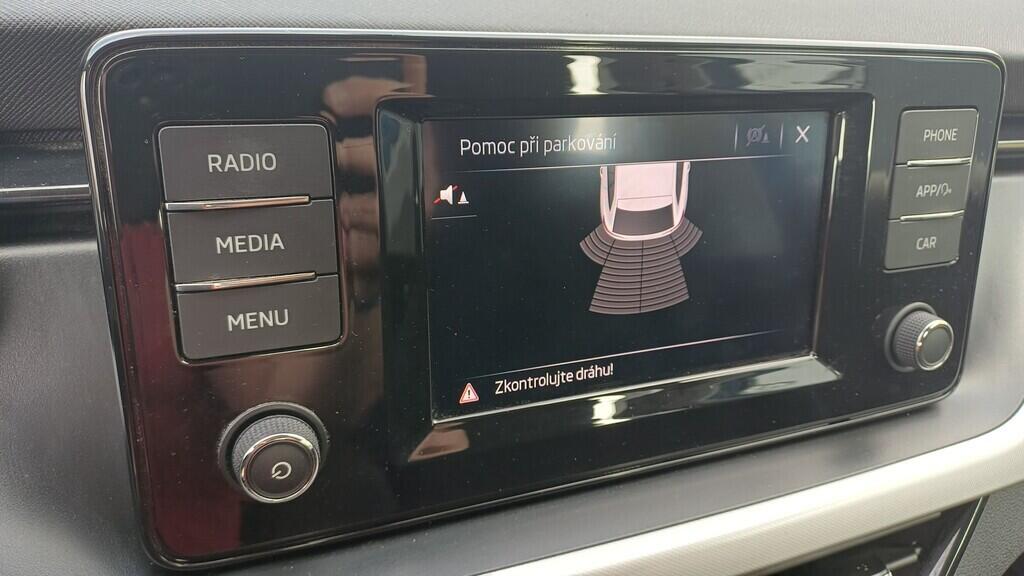 RADIO
MEDIA
MENU
Pomoc při parkování
Zkontrolujte dráhu!
PHONE
APP/
CAR